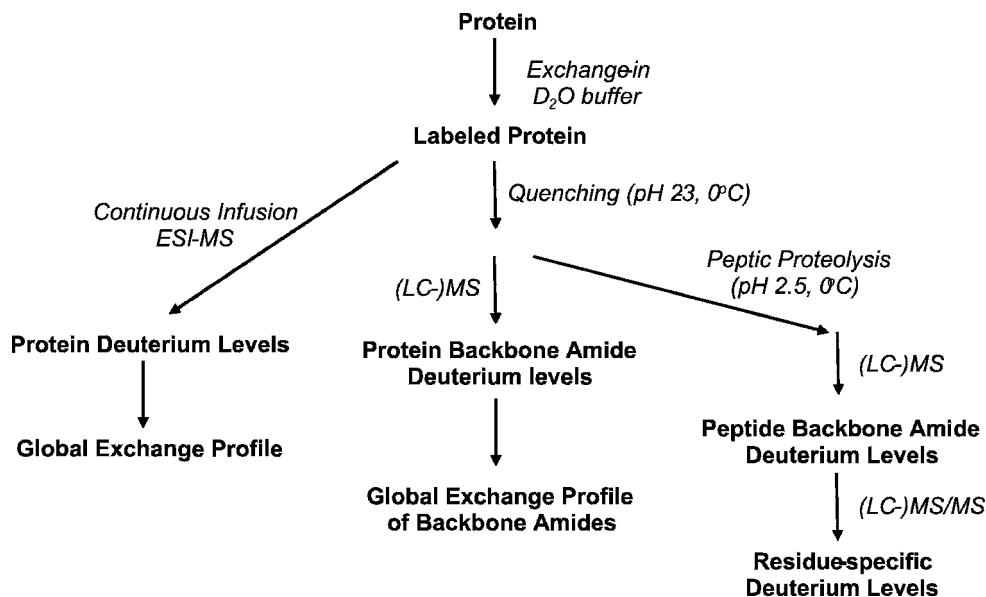 Protein
Exchange-in
D₂O buffer
Labeled Protein
Quenching (pH 23, 0°C)
Continuous Infusion
ESI-MS
Peptic Proteolysis
(pH 2.5, 0°C)
(LC-)MS
Protein Deuterium Levels
Protein Backbone Amide
Deuterium levels
(LC-)MS
Global Exchange Profile
Peptide Backbone Amide
Deuterium Levels
Global Exchange Profile
of Backbone Amides
(LC-)MS/MS
Residue-specific
Deuterium Levels